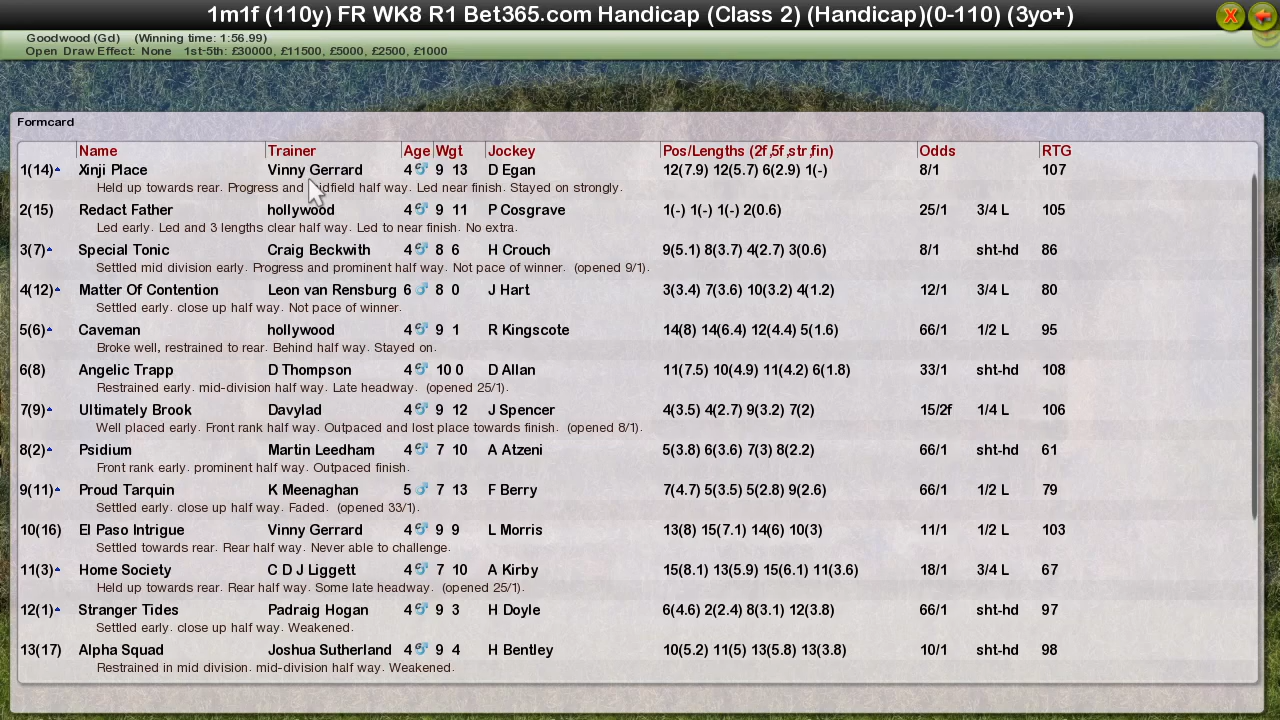 1m1f (110y) FR WK8 R1 Bet365.com Handicap (Class 2) (Handicap)(0-110) (3yo+)
Goodwood (Gd) (Winning time: 1:56.99)
Open Draw Effect: None 1st-5th: £30000, £11500, £5000, £2500, £1000
Formcard
Name Trainer Age Wgt Jockey Pos/Lengths (2f,5f,str,fin) Odds RTG
1(14) Xinji Place Vinny Gerrard 4 9 13 D Egan 12(7.9) 12(5.7) 6(2.9) 1(-) 8/1 107
Held up towards rear. Progress and midfield half way. Led near finish. Stayed on strongly.
2(15) Redact Father hollywood 4 9 11 P Cosgrave 1(-) 1(-) 1(-) 2(0.6) 25/1 3/4 L 105
Led early. Led and 3 lengths clear half way. Led to near finish. No extra.
3(7) Special Tonic Craig Beckwith 4 8 6 H Crouch 9(5.1) 8(3.7) 4(2.7) 3(0.6) 8/1 sht-hd 86
Settled mid division early. Progress and prominent half way. Not pace of winner. (opened 9/1).
4(12) Matter Of Contention Leon van Rensburg 6 8 0 J Hart 3(3.4) 7(3.6) 10(3.2) 4(1.2) 12/1 3/4 L 80
Settled early. close up half way. Not pace of winner.
5(6) Caveman hollywood 4 9 1 R Kingscote 14(8) 14(6.4) 12(4.4) 5(1.6) 66/1 1/2 L 95
Broke well, restrained to rear. Behind half way. Stayed on.
6(8) Angelic Trapp D Thompson 4 10 0 D Allan 11(7.5) 10(4.9) 11(4.2) 6(1.8) 33/1 sht-hd 108
Restrained early. mid-division half way. Late headway. (opened 25/1).
7(9) Ultimately Brook Davylad 4 9 12 J Spencer 4(3.5) 4(2.7) 9(3.2) 7(2) 15/2f 1/4 L 106
Well placed early. Front rank half way. Outpaced and lost place towards finish. (opened 8/1).
8(2) Psidium Martin Leedham 4 7 10 A Atzeni 5(3.8) 6(3.6) 7(3) 8(2.2) 66/1 sht-hd 61
Front rank early. prominent half way. Outpaced finish.
9(11) Proud Tarquin K Meenaghan 5 7 13 F Berry 7(4.7) 5(3.5) 5(2.8) 9(2.6) 66/1 1/2 L 79
Settled early. close up half way. Faded. (opened 33/1).
10(16) El Paso Intrigue Vinny Gerrard 4 9 9 L Morris 13(8) 15(7.1) 14(6) 10(3) 11/1 1/2 L 103
Settled towards rear. Rear half way. Never able to challenge.
11(3) Home Society C D J Liggett 4 7 10 A Kirby 15(8.1) 13(5.9) 15(6.1) 11(3.6) 18/1 3/4 L 67
Held up towards rear. Rear half way. Some late headway. (opened 25/1).
12(1) Stranger Tides Padraig Hogan 4 9 3 H Doyle 6(4.6) 2(2.4) 8(3.1) 12(3.8) 66/1 sht-hd 97
Settled early. close up half way. Weakened.
13(17) Alpha Squad Joshua Sutherland 4 9 4 H Bentley 10(5.2) 11(5) 13(5.8) 13(3.8) 10/1 sht-hd 98
Restrained in mid division. mid-division half way. Weakened.